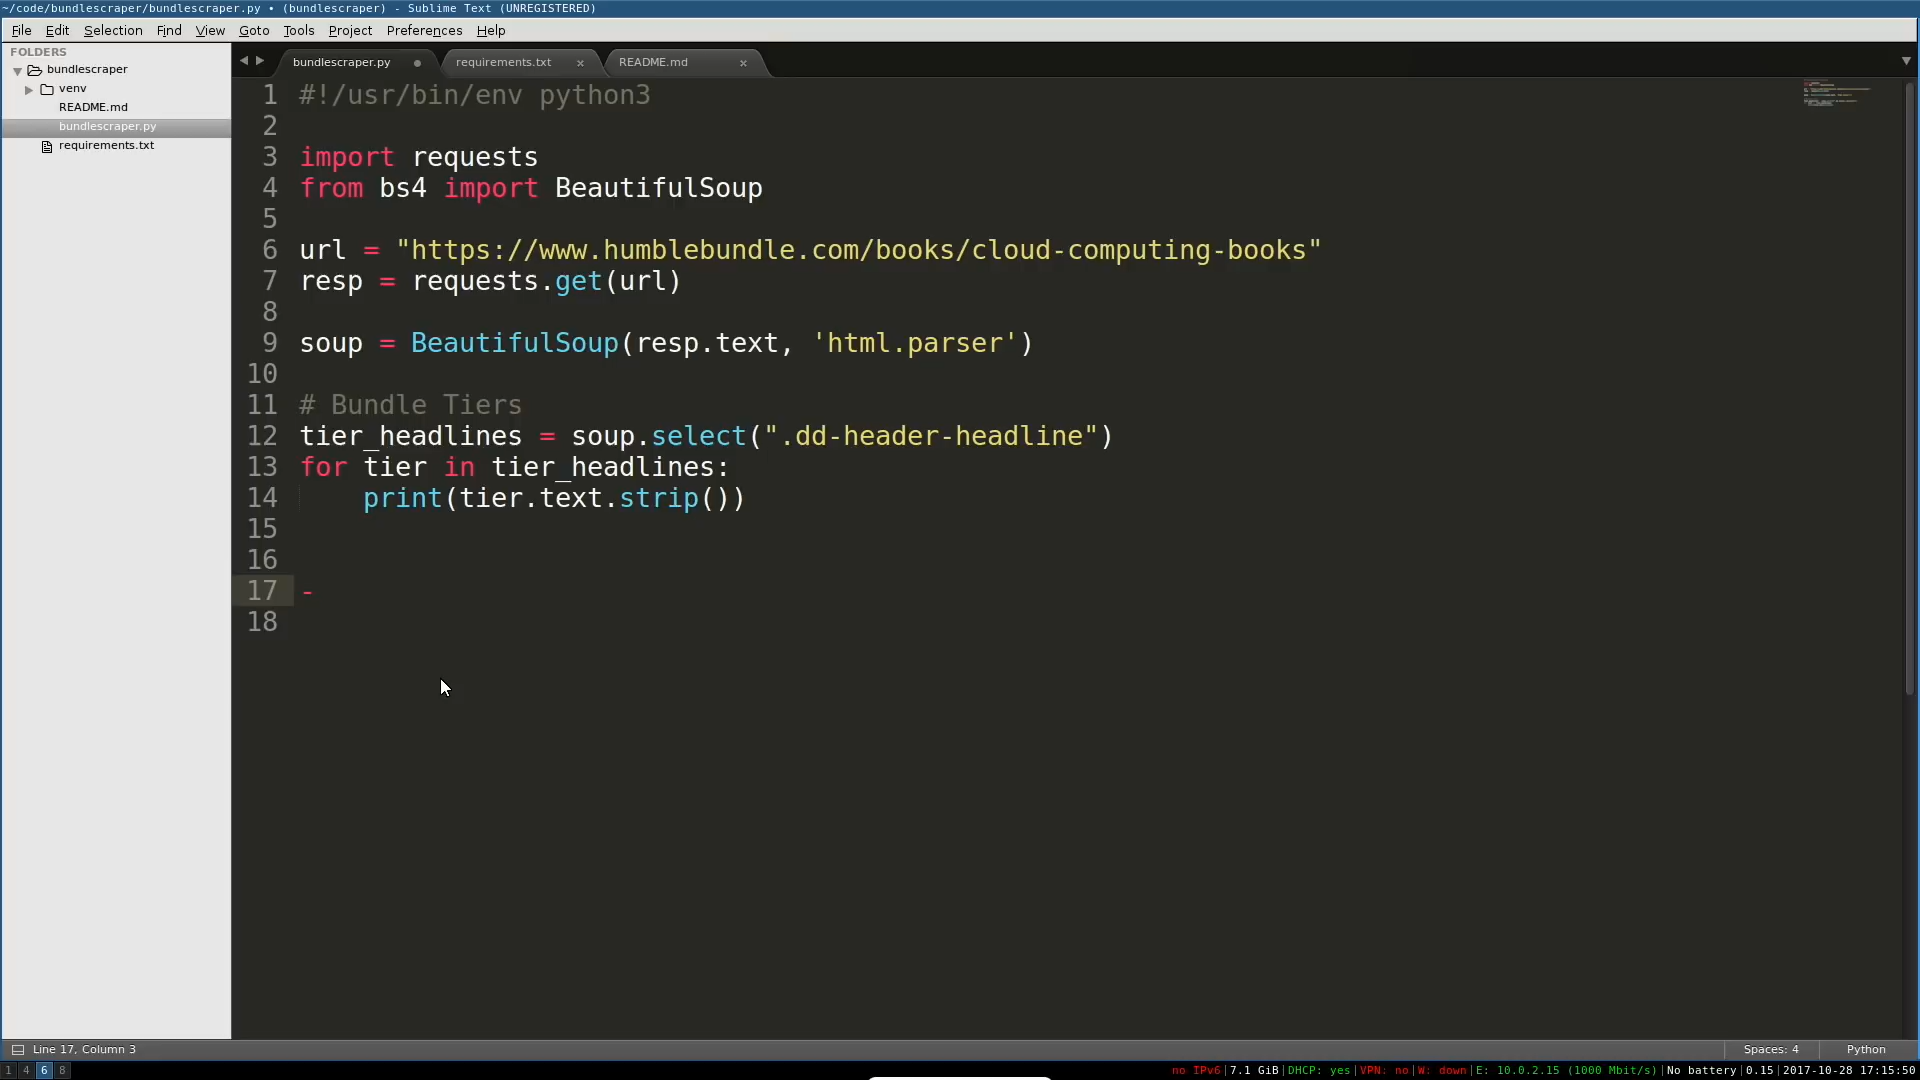 ~/code/bundlescraper/bundlescraper.py • (bundlescraper) - Sublime Text (UNREGISTERED)
File Edit Selection Find View Goto Tools Project Preferences Help
FOLDERS
bundlescraper
venv
README.md
bundlescraper.py
requirements.txt
bundlescraper.py requirements.txt × README.md ×
1 #!/usr/bin/env python3
2
3 import requests
4 from bs4 import BeautifulSoup
5
6 url = "https://www.humblebundle.com/books/cloud-computing-books"
7 resp = requests.get(url)
8
9 soup = BeautifulSoup(resp.text, 'html.parser')
10
11 # Bundle Tiers
12 tier_headlines = soup.select(".dd-header-headline")
13 for tier in tier_headlines:
14     print(tier.text.strip())
15
16
17 -
18
Line 17, Column 3 Spaces: 4 Python
1 4 6 8 no IPv6|7.1 GiB|DHCP: yes|VPN: no|W: down|E: 10.0.2.15 (1000 Mbit/s)|No battery|0.15|2017-10-28 17:15:50